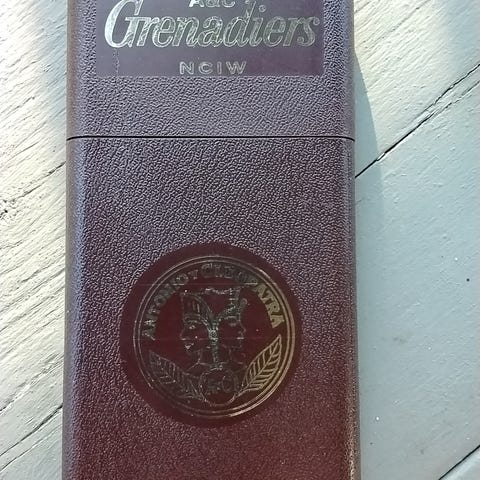 A&C
Grenadiers
NCIW
ANTONIO Y CLEOPATRA
A&C